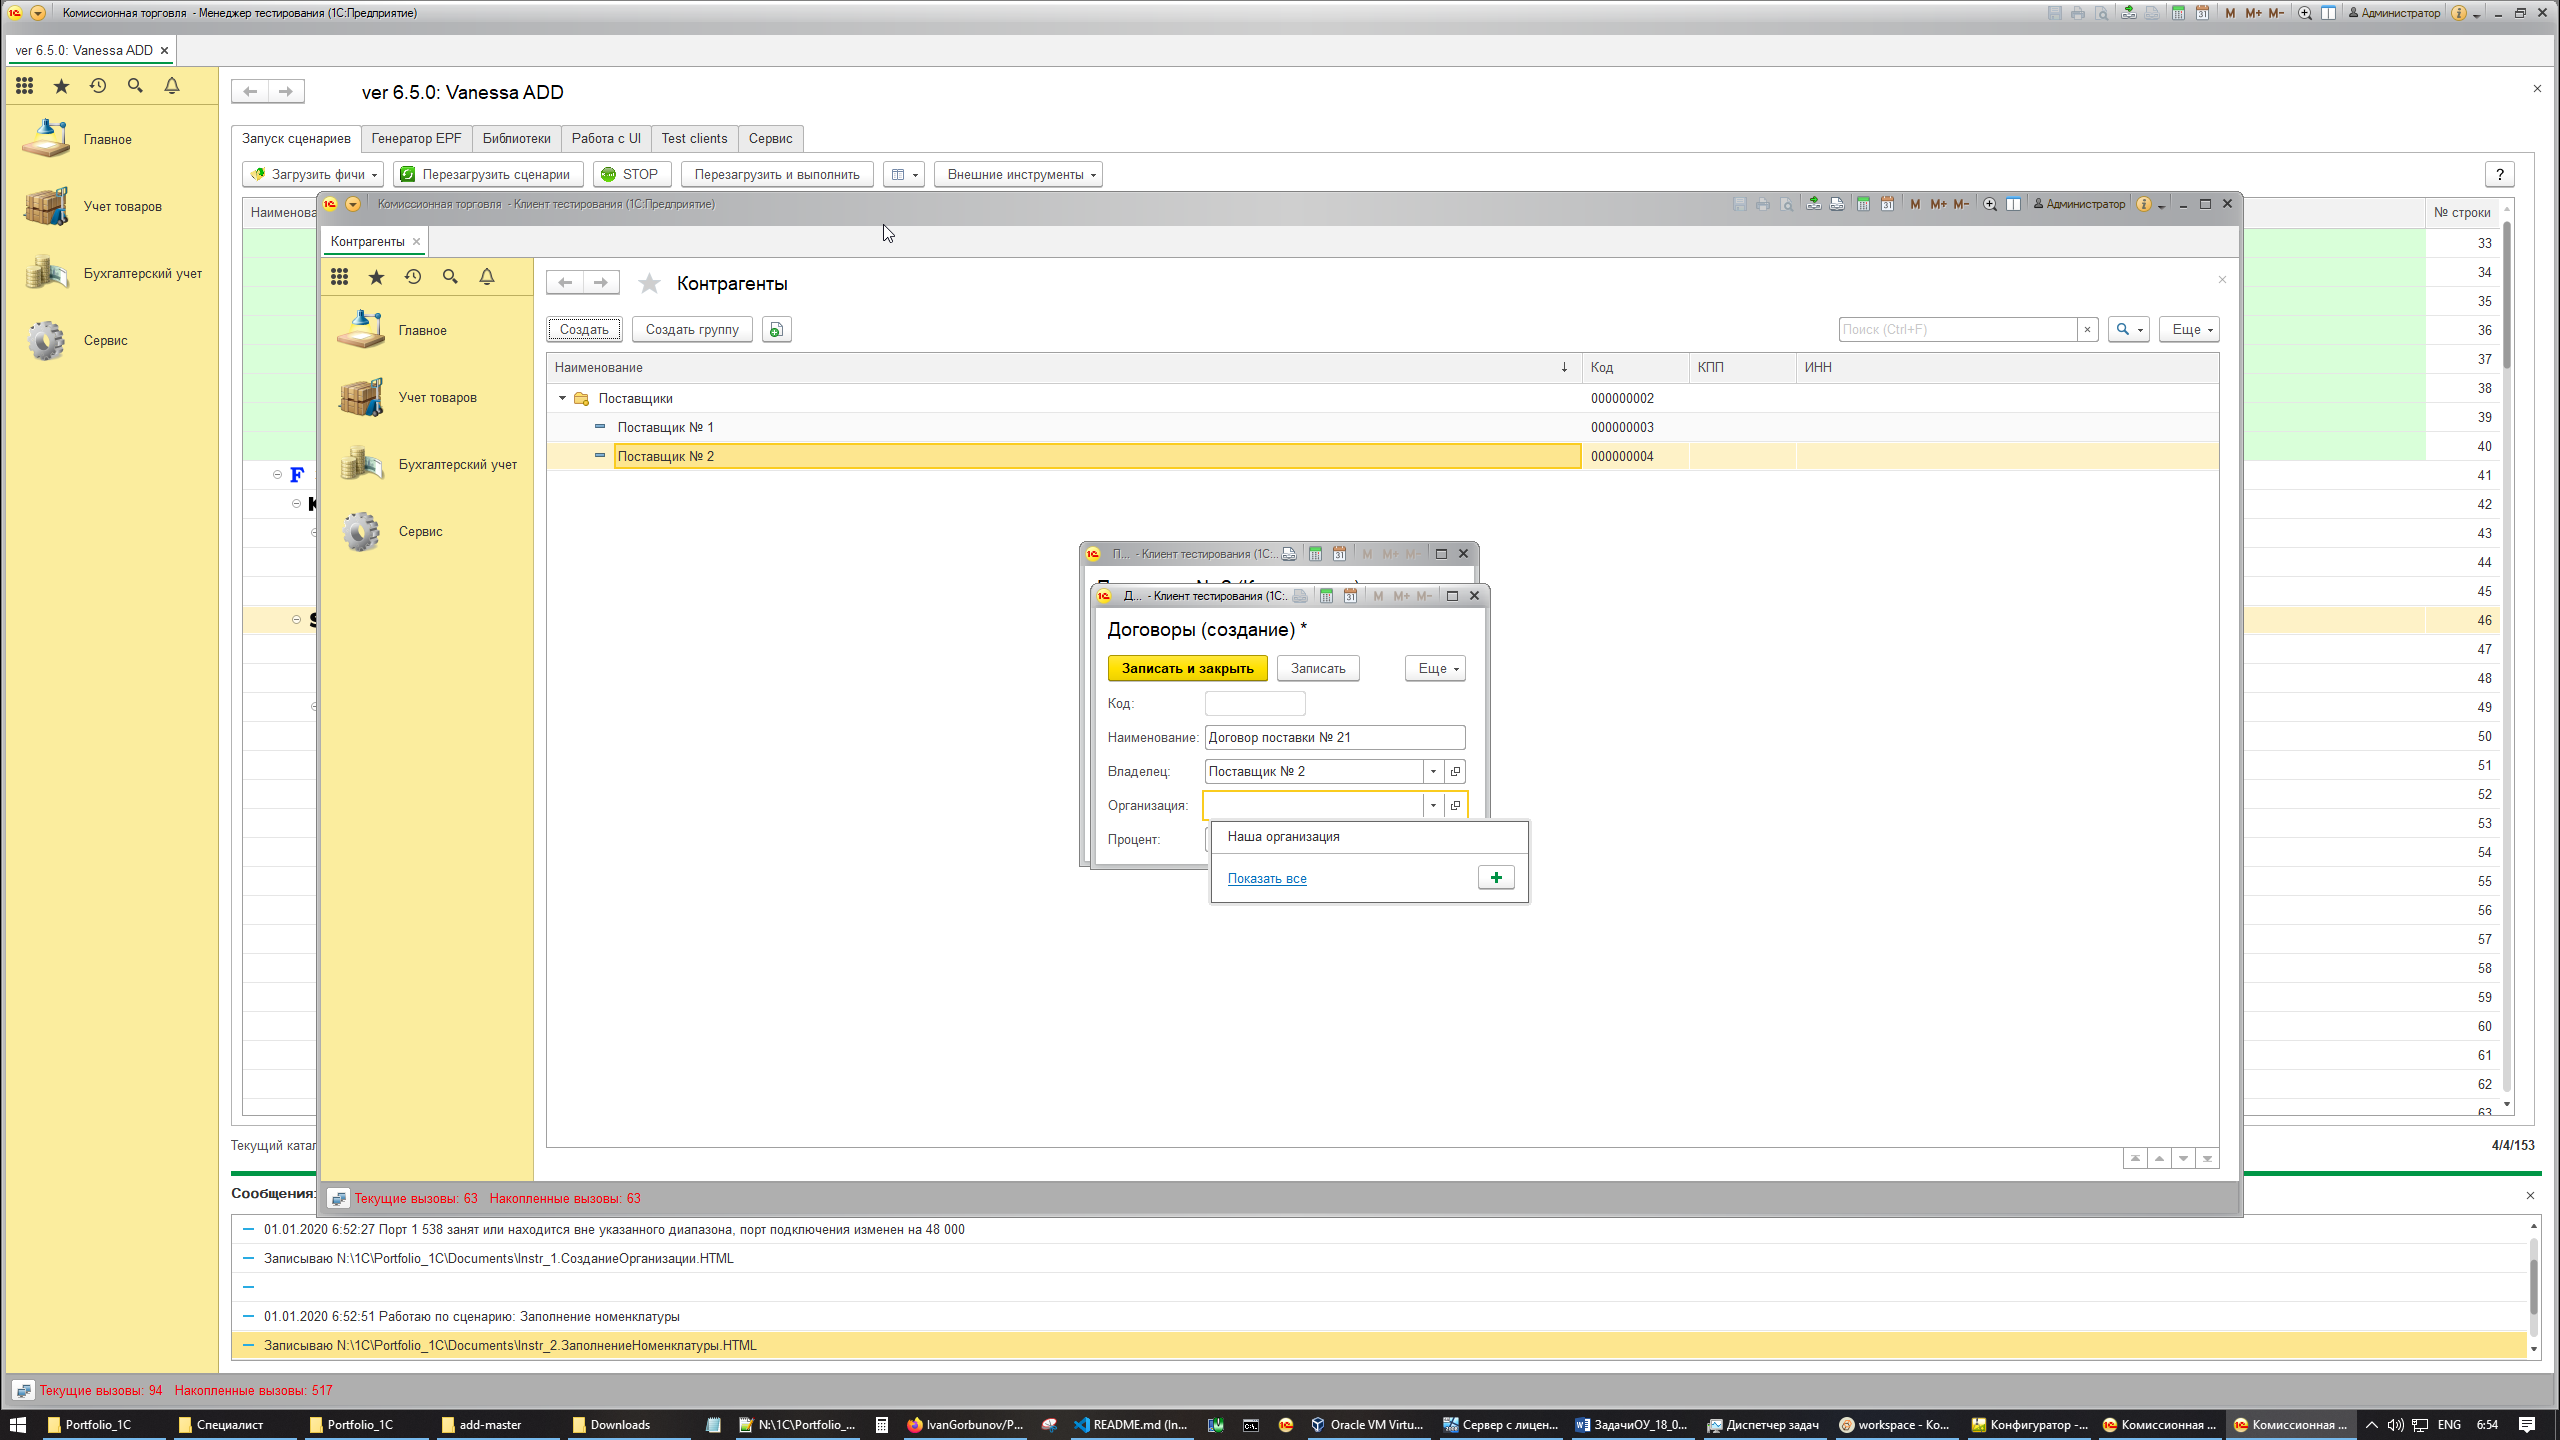 Комиссионная торговля - Менеджер тестирования (1С:Предприятие)
M M+ M- Администратор
ver 6.5.0: Vanessa ADD
ver 6.5.0: Vanessa ADD
Главное
Учет товаров
Бухгалтерский учет
Сервис
Запуск сценариев Генератор EPF Библиотеки Работа с UI Test clients Сервис
Загрузить фичи Перезагрузить сценарии STOP Перезагрузить и выполнить Внешние инструменты ?
№ строки
33
34
35
36
37
38
39
40
41
42
43
44
45
46
47
48
49
50
51
52
53
54
55
56
57
58
59
60
61
62
63
F
4/4/153
Комиссионная торговля - Клиент тестирования (1С:Предприятие)
M M+ M- Администратор
Контрагенты
Контрагенты
Главное
Учет товаров
Бухгалтерский учет
Сервис
Создать Создать группу Поиск (Ctrl+F) Еще
Наименование Код КПП ИНН
Поставщики 000000002
Поставщик № 1 000000003
Поставщик № 2 000000004
П... - Клиент тестирования (1С:... M M+ M-
Д... - Клиент тестирования (1С:. M M+ M-
Договоры (создание) *
Записать и закрыть Записать Еще
Код:
Наименование: Договор поставки № 21
Владелец: Поставщик № 2
Организация:
Процент:
Наша организация
Показать все
Текущие вызовы: 63 Накопленные вызовы: 63
Сообщения:
01.01.2020 6:52:27 Порт 1 538 занят или находится вне указанного диапазона, порт подключения изменен на 48 000
Записываю N:\1C\Portfolio_1C\Documents\Instr_1.СозданиеОрганизации.HTML
01.01.2020 6:52:51 Работаю по сценарию: Заполнение номенклатуры
Записываю N:\1C\Portfolio_1C\Documents\Instr_2.ЗаполнениеНоменклатуры.HTML
Текущие вызовы: 94 Накопленные вызовы: 517
Portfolio_1C Специалист Portfolio_1C add-master Downloads N:\1C\Portfolio_... IvanGorbunov/P... README.md (In... Oracle VM Virtu... Сервер с лицен... ЗадачиОУ_18_0... Диспетчер задач workspace - Ко... Конфигуратор -... Комиссионная ... Комиссионная ... ENG 6:54